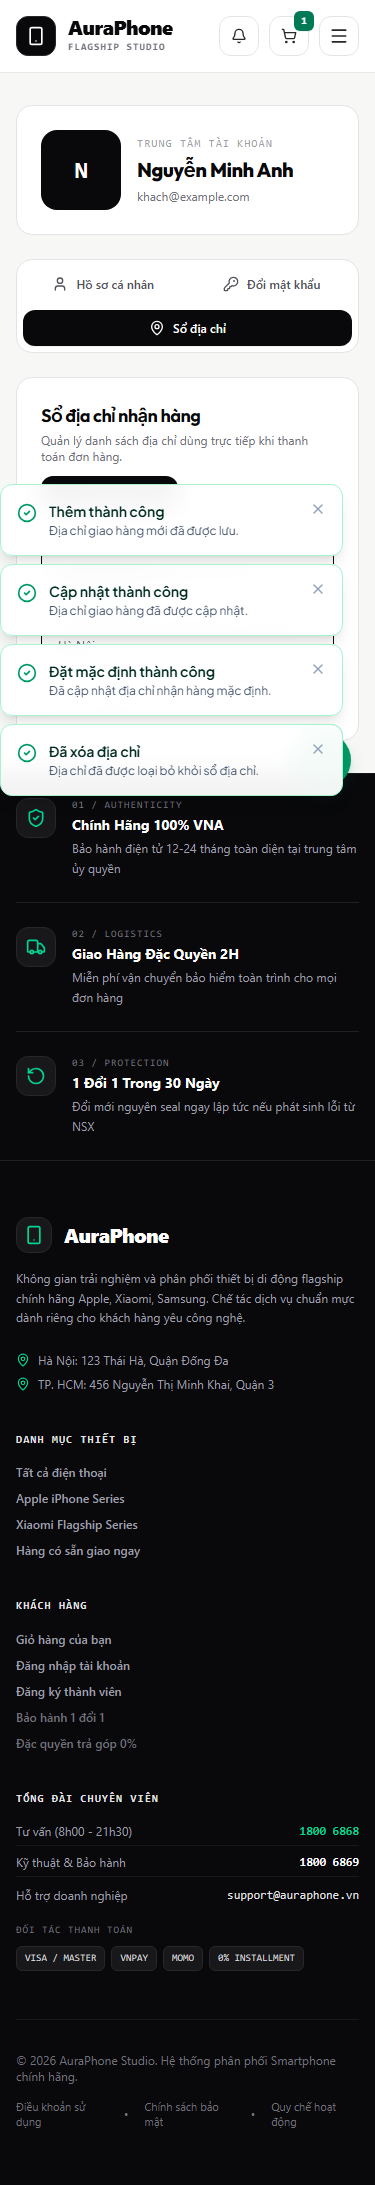 AuraPhone
FLAGSHIP STUDIO
1
TRUNG TÂM TÀI KHOẢN
N
Nguyễn Minh Anh
khach@example.com
Hồ sơ cá nhân
Đổi mật khẩu
Sổ địa chỉ
Sổ địa chỉ nhận hàng
Quản lý danh sách địa chỉ dùng trực tiếp khi thanh
toán đơn hàng.
Thêm thành công
Địa chỉ giao hàng mới đã được lưu.
Cập nhật thành công
Địa chỉ giao hàng đã được cập nhật.
Đặt mặc định thành công
Đã cập nhật địa chỉ nhận hàng mặc định.
Đã xóa địa chỉ
Địa chỉ đã được loại bỏ khỏi sổ địa chỉ.
01 / AUTHENTICITY
Chính Hãng 100% VNA
Bảo hành điện tử 12-24 tháng toàn diện tại trung tâm
ủy quyền
02 / LOGISTICS
Giao Hàng Đặc Quyền 2H
Miễn phí vận chuyển bảo hiểm toàn trình cho mọi
đơn hàng
03 / PROTECTION
1 Đổi 1 Trong 30 Ngày
Đổi mới nguyên seal ngay lập tức nếu phát sinh lỗi từ
NSX
AuraPhone
Không gian trải nghiệm và phân phối thiết bị di động flagship
chính hãng Apple, Xiaomi, Samsung. Chế tác dịch vụ chuẩn mực
dành riêng cho khách hàng yêu công nghệ.
Hà Nội: 123 Thái Hà, Quận Đống Đa
TP. HCM: 456 Nguyễn Thị Minh Khai, Quận 3
DANH MỤC THIẾT BỊ
Tất cả điện thoại
Apple iPhone Series
Xiaomi Flagship Series
Hàng có sẵn giao ngay
KHÁCH HÀNG
Giỏ hàng của bạn
Đăng nhập tài khoản
Đăng ký thành viên
Bảo hành 1 đổi 1
Đặc quyền trả góp 0%
TỔNG ĐÀI CHUYÊN VIÊN
Tư vấn (8h00 - 21h30) 1800 6868
Kỹ thuật & Bảo hành 1800 6869
Hỗ trợ doanh nghiệp support@auraphone.vn
ĐỐI TÁC THANH TOÁN
VISA / MASTER VNPAY MOMO 0% INSTALLMENT
© 2026 AuraPhone Studio. Hệ thống phân phối Smartphone
chính hãng.
Điều khoản sử dụng • Chính sách bảo mật • Quy chế hoạt động